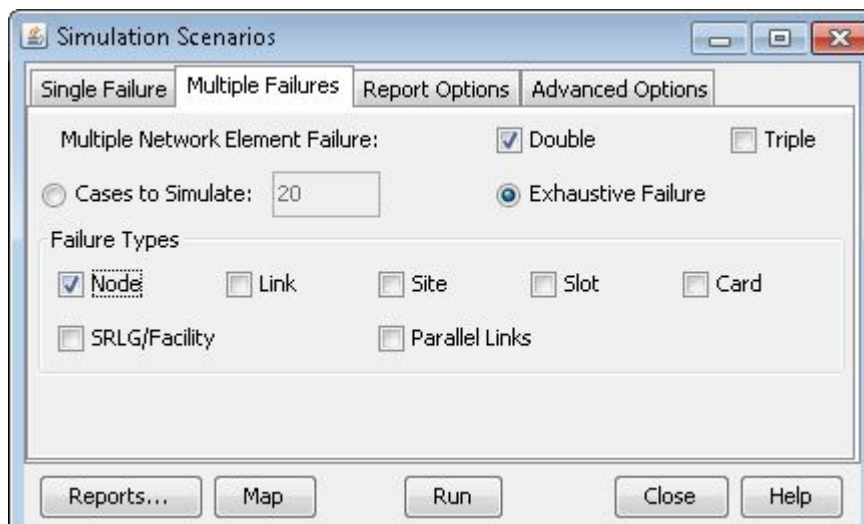 Simulation Scenarios
Single Failure Multiple Failures Report Options Advanced Options
Multiple Network Element Failure: Double Triple
Cases to Simulate: 20 Exhaustive Failure
Failure Types
Node Link Site Slot Card
SRLG/Facility Parallel Links
Reports... Map Run Close Help